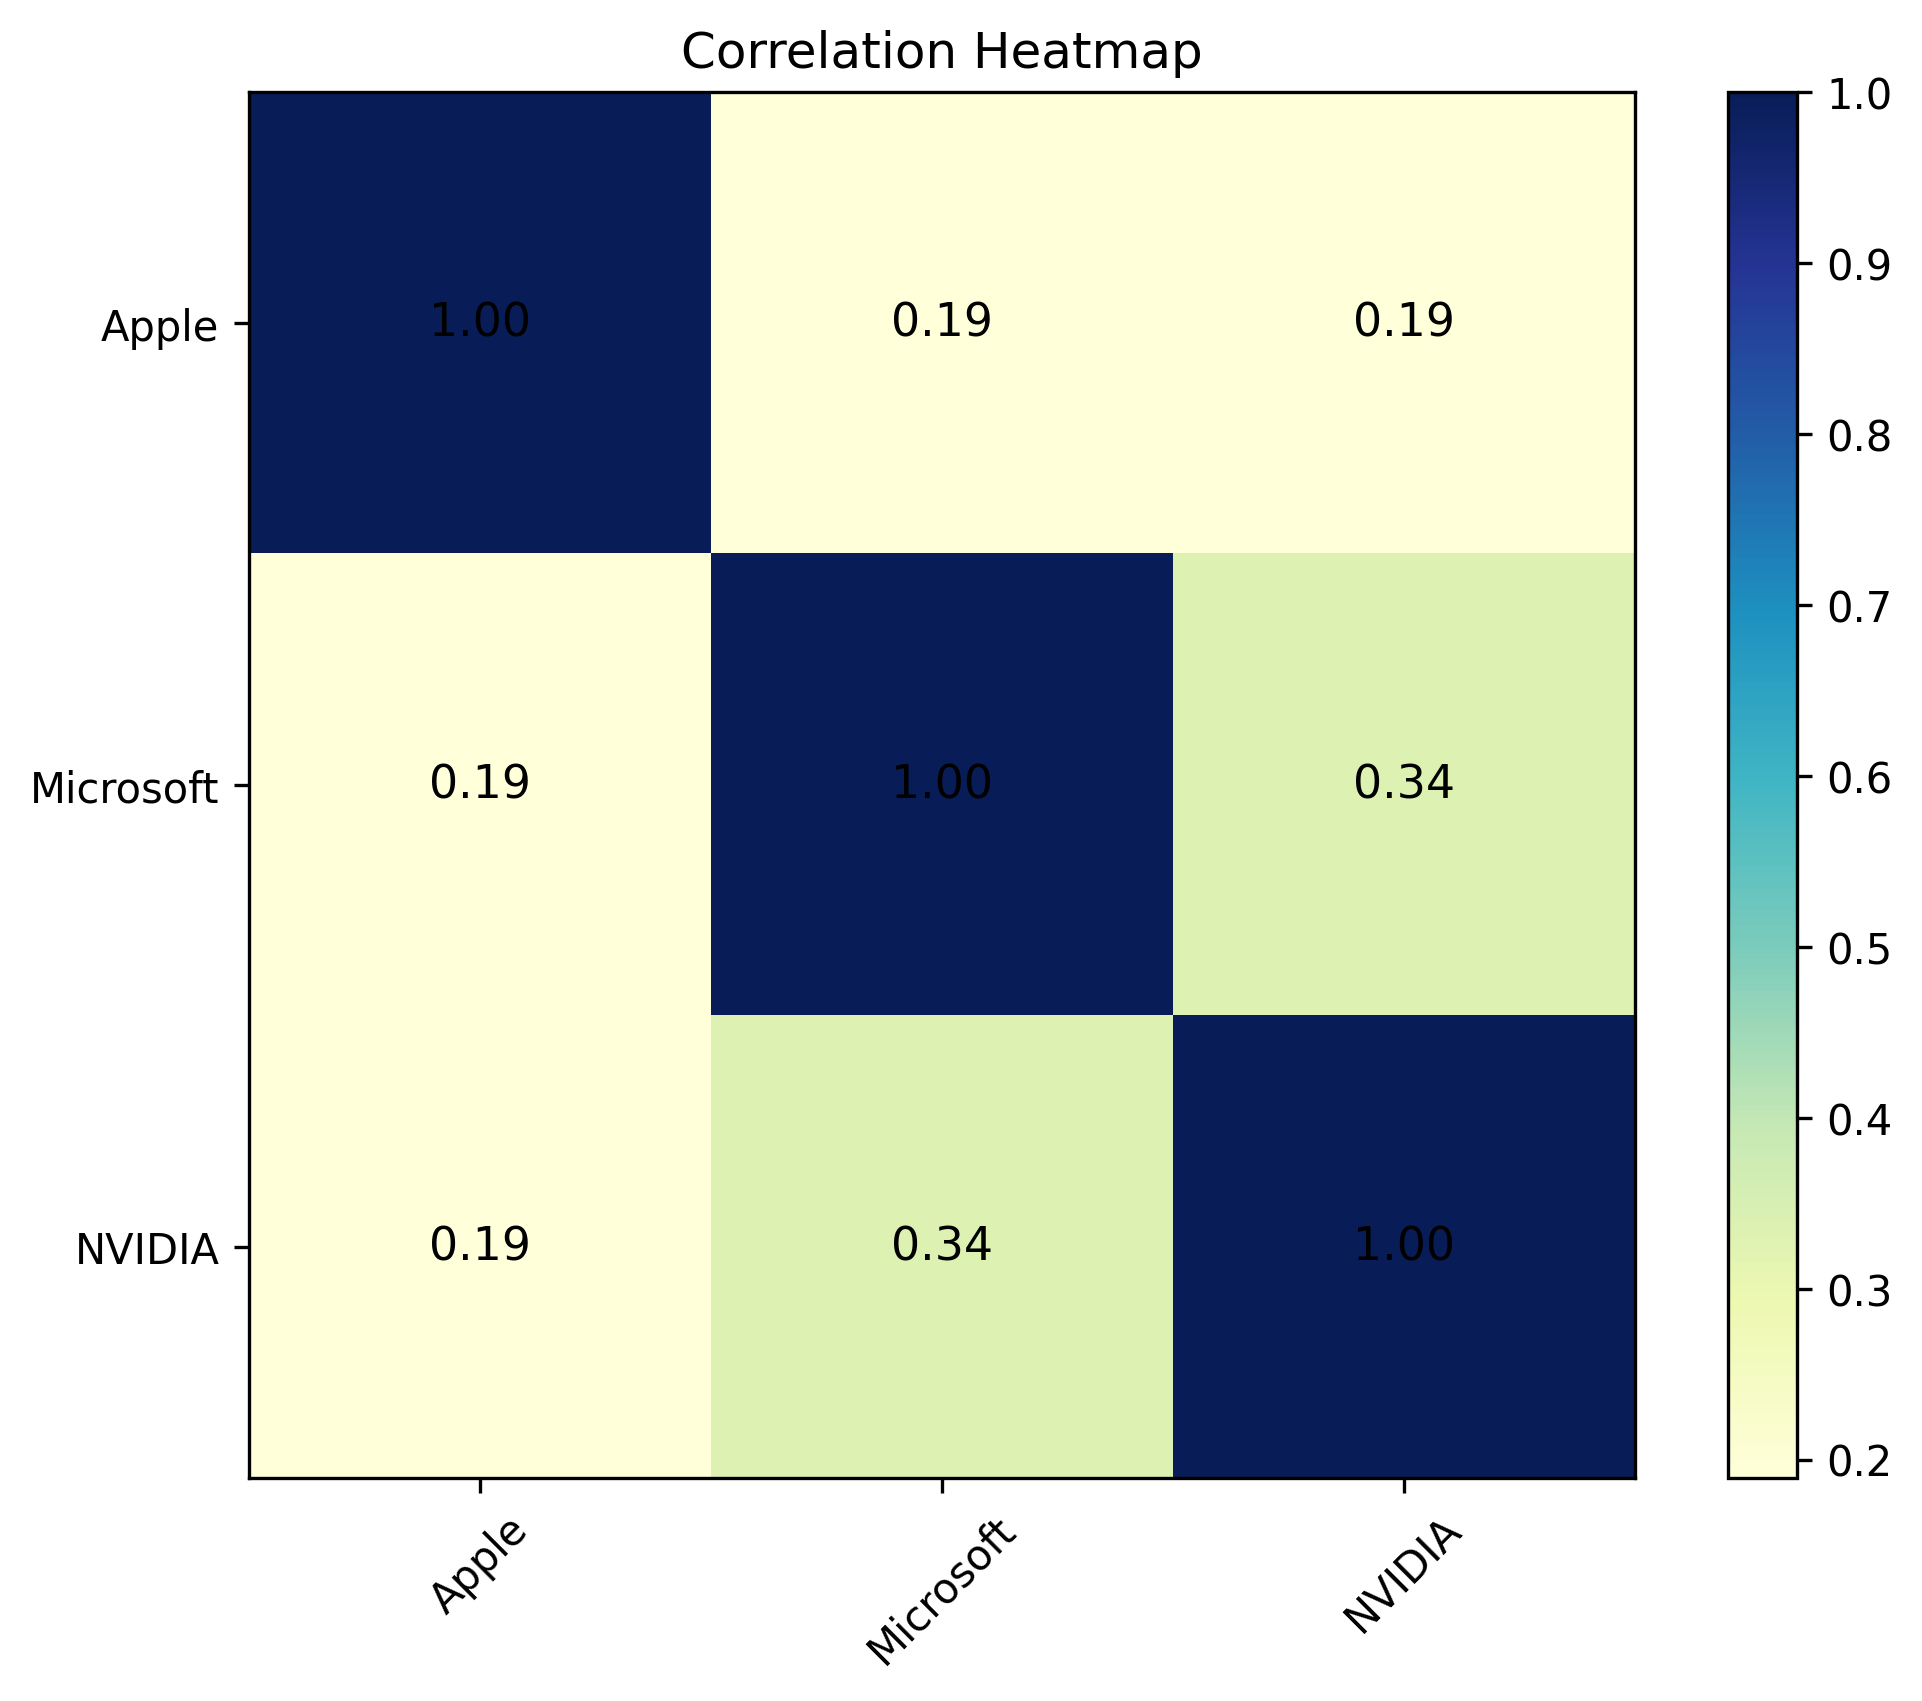 Correlation Heatmap
Apple 1.00 0.19 0.19
Microsoft 0.19 1.00 0.34
NVIDIA 0.19 0.34 1.00
Apple Microsoft NVIDIA
1.0
0.9
0.8
0.7
0.6
0.5
0.4
0.3
0.2